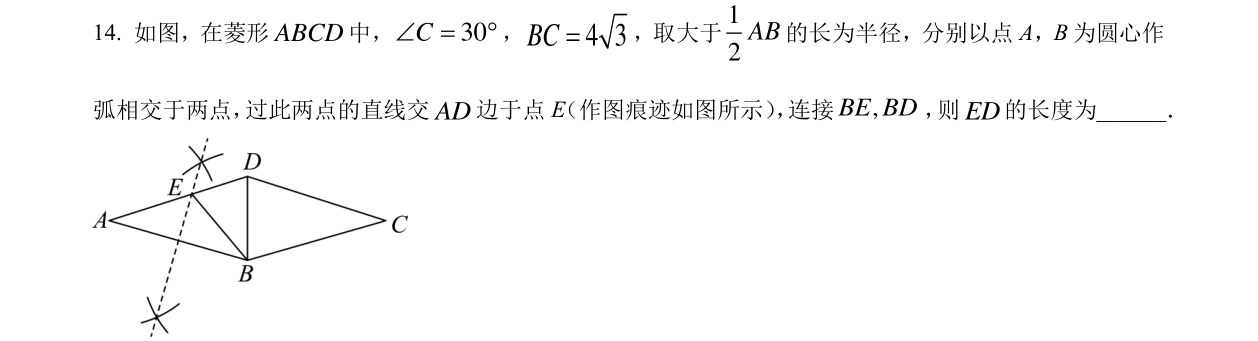 14. 如图，在菱形 ABCD 中，∠C = 30°，BC = 4√3，取大于 1/2 AB 的长为半径，分别以点 A，B 为圆心作
弧相交于两点，过此两点的直线交 AD 边于点 E（作图痕迹如图所示），连接 BE, BD，则 ED 的长度为______．
D
E
A
C
B